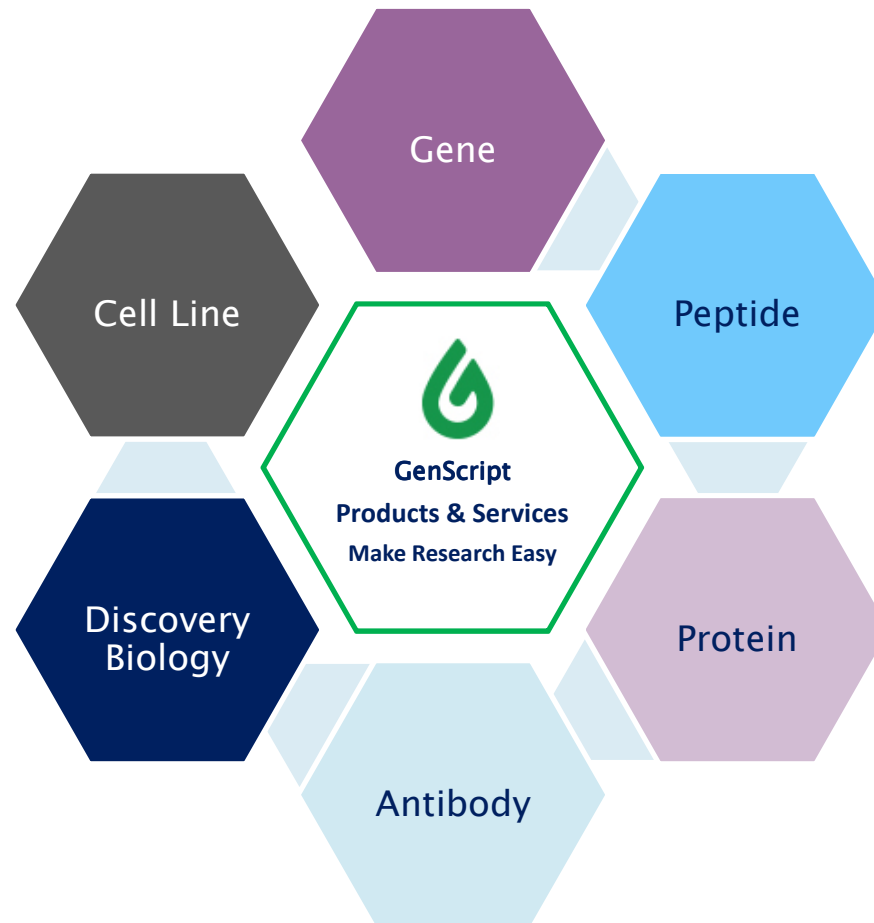 Gene
Cell Line
Peptide
GenScript
Products & Services
Make Research Easy
Discovery
Biology
Protein
Antibody